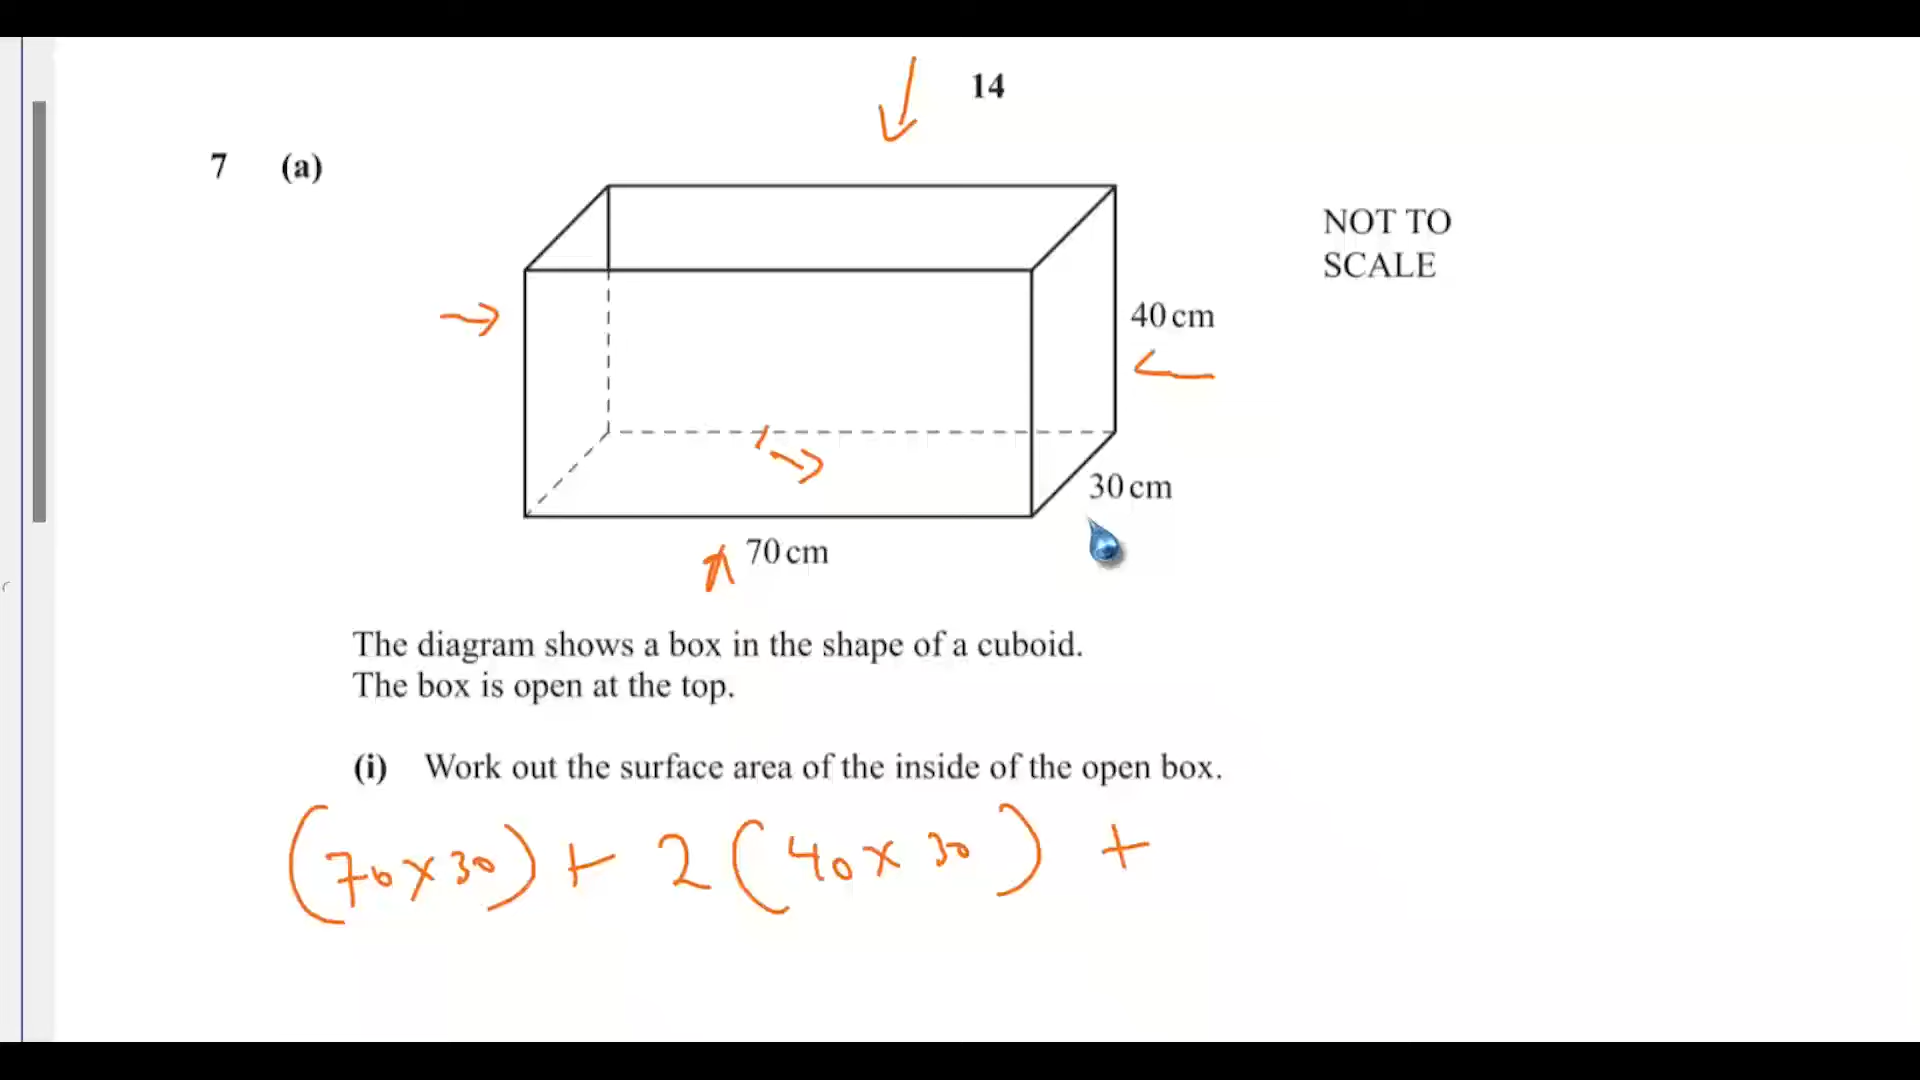 14
7 (a)
NOT TO
SCALE
40 cm
30 cm
70 cm
The diagram shows a box in the shape of a cuboid.
The box is open at the top.
(i) Work out the surface area of the inside of the open box.
(70 x 30) + 2 (40 x 30) +